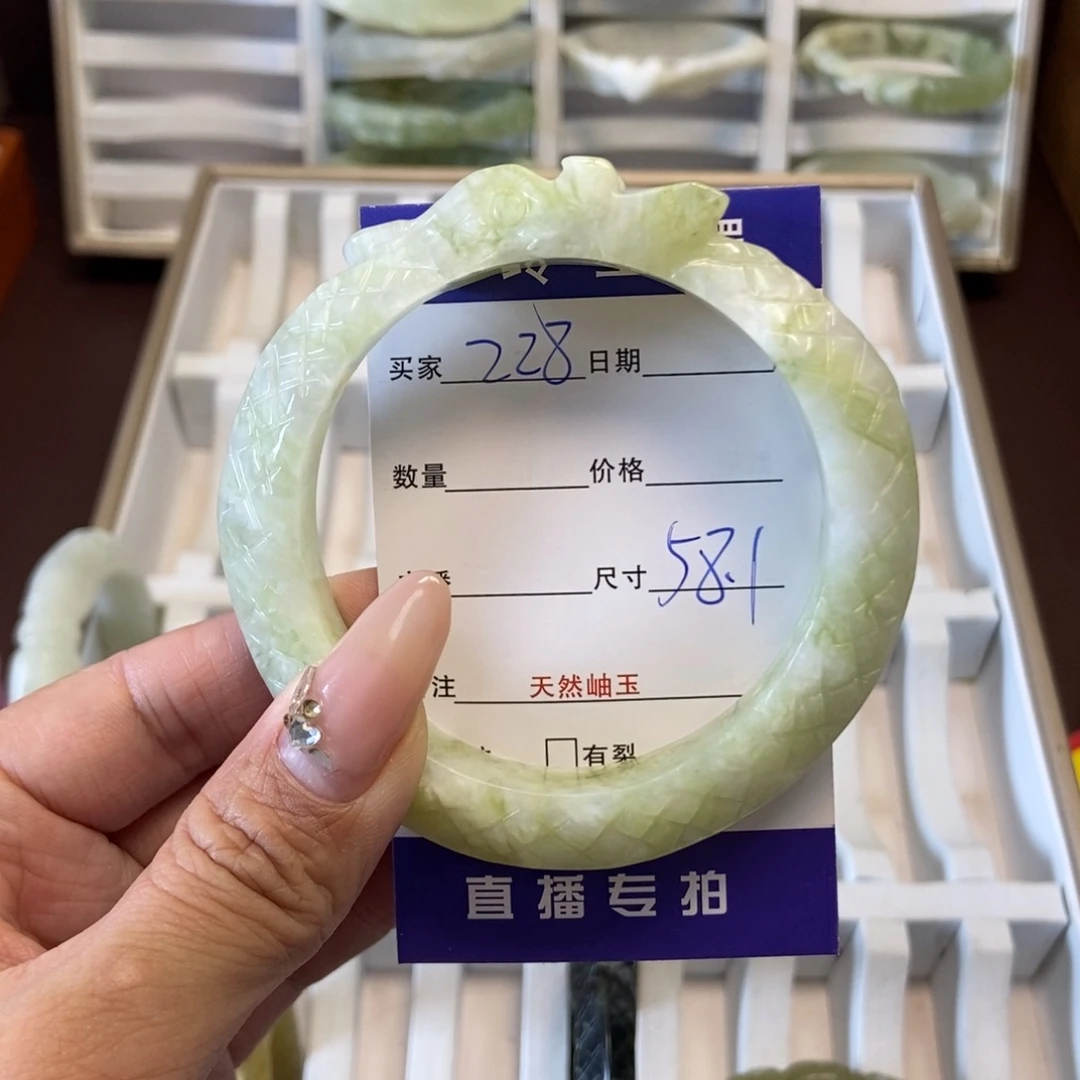 买家 228 日期
数量 价格
播 尺寸 58.1
注 天然岫玉
□有裂
直播专拍